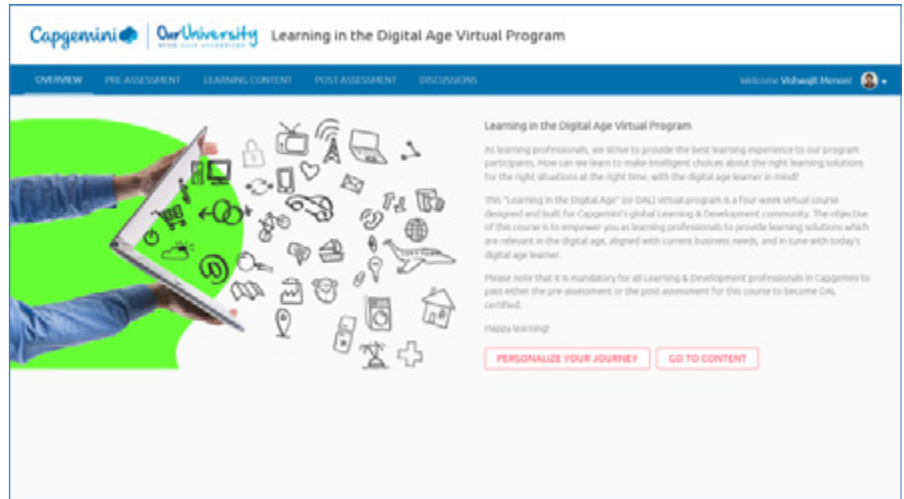 Capgemini OurUniversity Learning in the Digital Age Virtual Program
OVERVIEW PRE ASSESSMENT LEARNING CONTENT POST ASSESSMENT DISCUSSIONS Welcome Vishwajit Menon!
Learning in the Digital Age Virtual Program
As learning professionals, we strive to provide the best learning experience to our program
participants. How can we learn to make intelligent choices about the right learning solutions
for the right situations at the right time, with the digital age learner in mind?
This "Learning in the Digital Age" (or DAL) virtual program is a four week virtual course
designed and built for Capgemini's global Learning & Development community. The objective
of this course is to empower you as learning professionals to provide learning solutions which
are relevant in the digital age, aligned with current business needs, and in tune with today's
digital age learner.
Please note that it is mandatory for all Learning & Development professionals in Capgemini to
pass either the pre-assessment or the post assessment for this course to become DAL
certified.
Happy learning!
PERSONALIZE YOUR JOURNEY GO TO CONTENT